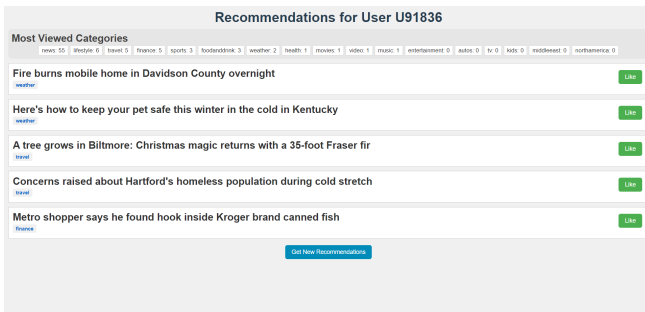 Recommendations for User U91836
Most Viewed Categories
news: 55 lifestyle: 6 travel: 5 finance: 5 sports: 3 foodanddrink: 3 weather: 2 health: 1 movies: 1 video: 1 music: 1 entertainment: 0 autos: 0 tv: 0 kids: 0 middleeast: 0 northamerica: 0
Fire burns mobile home in Davidson County overnight
weather
Like
Here's how to keep your pet safe this winter in the cold in Kentucky
weather
Like
A tree grows in Biltmore: Christmas magic returns with a 35-foot Fraser fir
travel
Like
Concerns raised about Hartford's homeless population during cold stretch
travel
Like
Metro shopper says he found hook inside Kroger brand canned fish
finance
Like
Get New Recommendations